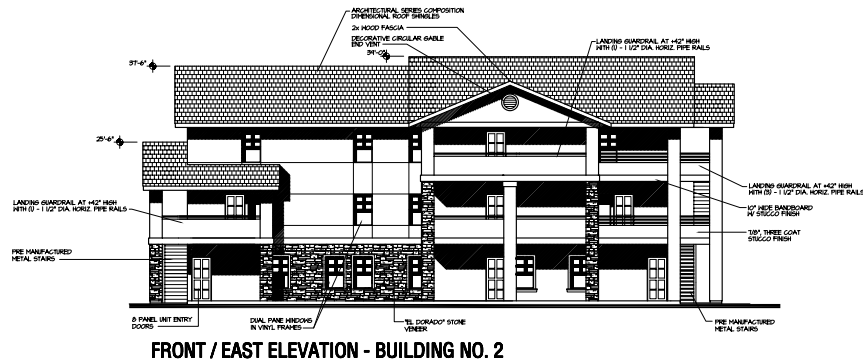 ARCHITECTURAL SERIES COMPOSITION
DIMENSIONAL ROOF SHINGLES
2x WOOD FASCIA
DECORATIVE CIRCULAR GABLE
END VENT
34'-0"
37'-6"
LANDING GUARDRAIL AT +42" HIGH
WITH (1) - 1 1/2" DIA. HORIZ. PIPE RAILS
25'-6"
LANDING GUARDRAIL AT +42" HIGH
WITH (1) - 1 1/2" DIA. HORIZ. PIPE RAILS
LANDING GUARDRAIL AT +42" HIGH
WITH (3) - 1 1/2" DIA. HORIZ. PIPE RAILS
10" WIDE BANDBOARD
W/ STUCCO FINISH
7/8", THREE COAT
STUCCO FINISH
PRE MANUFACTURED
METAL STAIRS
8 PANEL UNIT ENTRY
DOORS
DUAL PANE WINDOWS
IN VINYL FRAMES
"EL DORADO" STONE
VENEER
PRE MANUFACTURED
METAL STAIRS
FRONT / EAST ELEVATION - BUILDING NO. 2